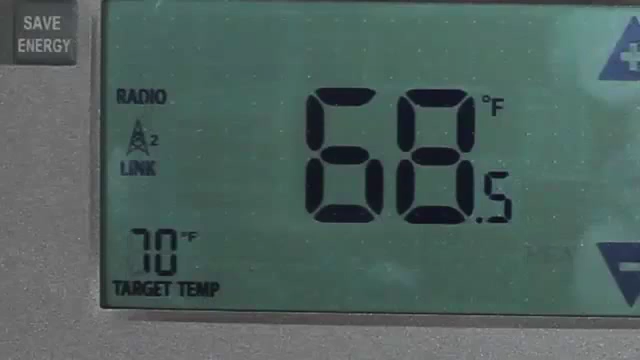 SAVE
ENERGY
RADIO
2
LINK
68.5 °F
70 °F
TARGET TEMP
+
-